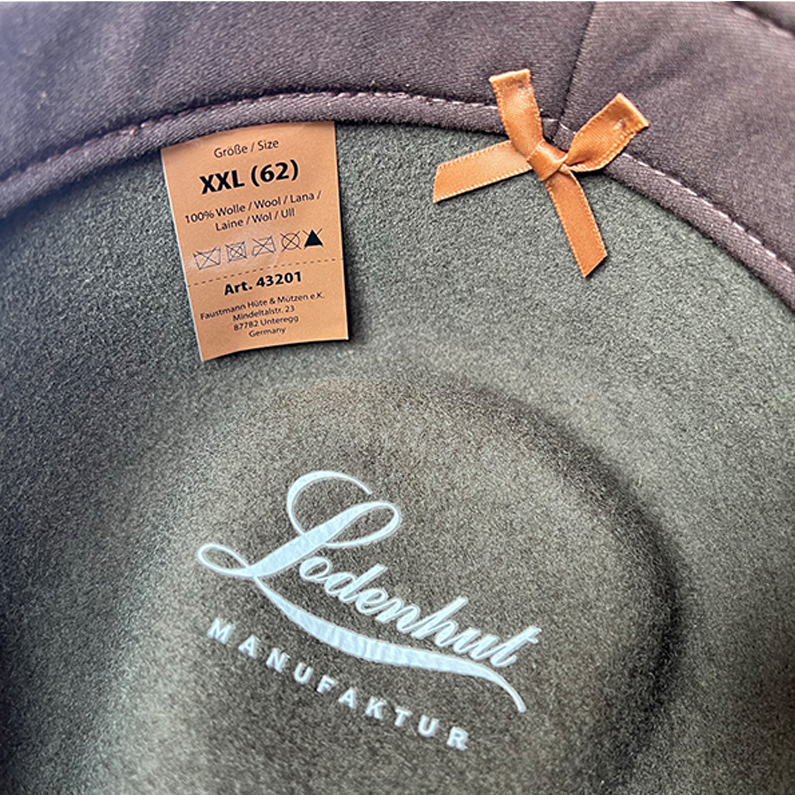 Größe / Size
XXL (62)
100% Wolle / Wool / Lana /
Laine / Wol / Ull
Art. 43201
Faustmann Hüte & Mützen e.K.
Mindeltalstr. 23
87782 Unteregg
Germany
Lodenhut
MANUFAKTUR